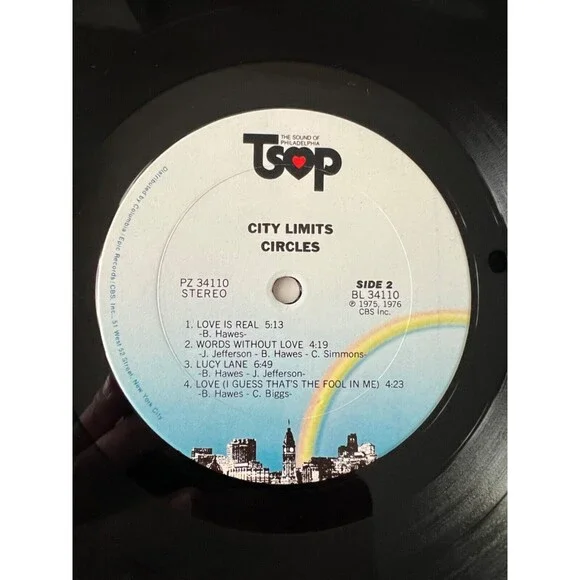 THE SOUND OF
PHILADELPHIA
TSOP
CITY LIMITS
CIRCLES
PZ 34110
STEREO
SIDE 2
BL 34110
℗ 1975, 1976
CBS Inc.
1. LOVE IS REAL 5:13
-B. Hawes-
2. WORDS WITHOUT LOVE 4:19
-J. Jefferson - B. Hawes - C. Simmons-
3. LUCY LANE 6:49
-B. Hawes - J. Jefferson-
4. LOVE (I GUESS THAT'S THE FOOL IN ME) 4:23
-B. Hawes - C. Biggs-
Distributed by Columbia/Epic Records/CBS, Inc., 51 West 52 Street, New York City